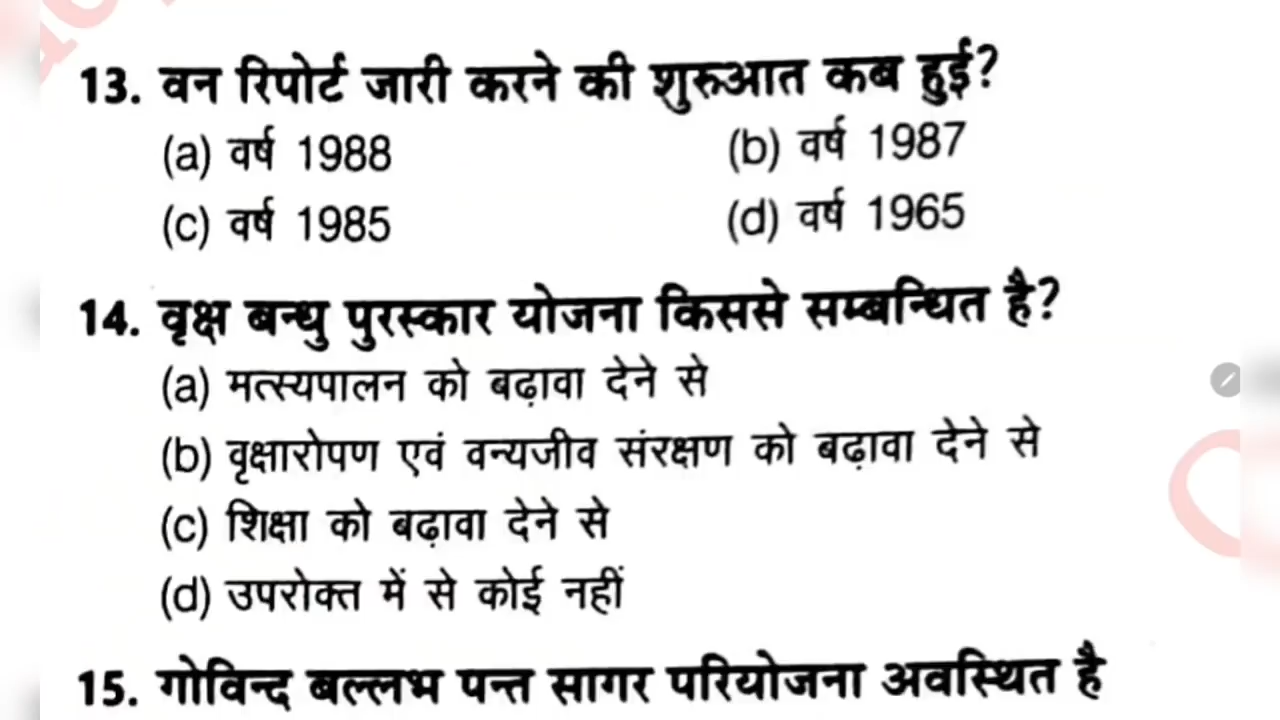 13. वन रिपोर्ट जारी करने की शुरुआत कब हुई?
(a) वर्ष 1988 (b) वर्ष 1987
(c) वर्ष 1985 (d) वर्ष 1965
14. वृक्ष बन्धु पुरस्कार योजना किससे सम्बन्धित है?
(a) मत्स्यपालन को बढ़ावा देने से
(b) वृक्षारोपण एवं वन्यजीव संरक्षण को बढ़ावा देने से
(c) शिक्षा को बढ़ावा देने से
(d) उपरोक्त में से कोई नहीं
15. गोविन्द बल्लभ पन्त सागर परियोजना अवस्थित है